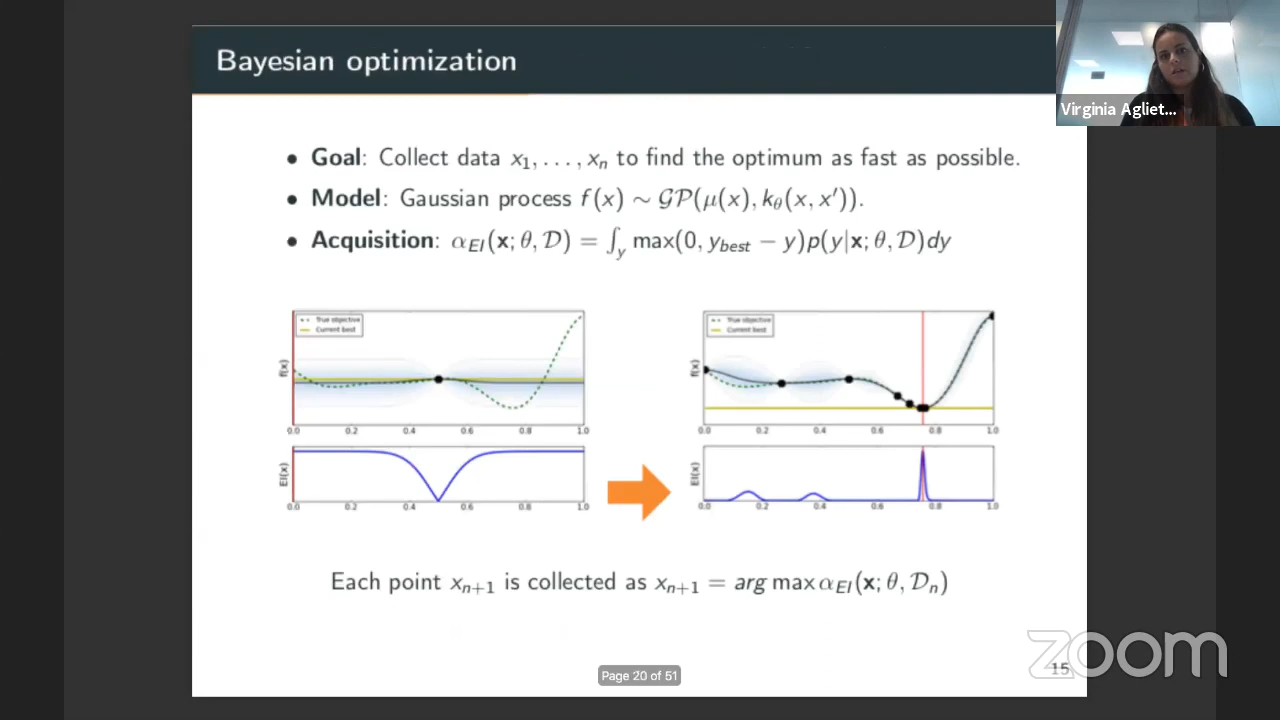 Bayesian optimization
Virginia Agliet...
• Goal: Collect data x₁, . . . , xₙ to find the optimum as fast as possible.
• Model: Gaussian process f(x) ∼ 𝒢𝒫(μ(x), k_θ(x, x′)).
• Acquisition: α_EI(𝐱; θ, 𝒟) = ∫_y max(0, y_best − y)p(y|𝐱; θ, 𝒟)dy
True objective
Current best
f(x)
0.0 0.2 0.4 0.6 0.8 1.0
EI(x)
0.0 0.2 0.4 0.6 0.8 1.0
True objective
Current best
f(x)
0.0 0.2 0.4 0.6 0.8 1.0
EI(x)
0.0 0.2 0.4 0.6 0.8 1.0
Each point xₙ₊₁ is collected as xₙ₊₁ = arg max α_EI(𝐱; θ, 𝒟ₙ)
zoom
15
Page 20 of 51